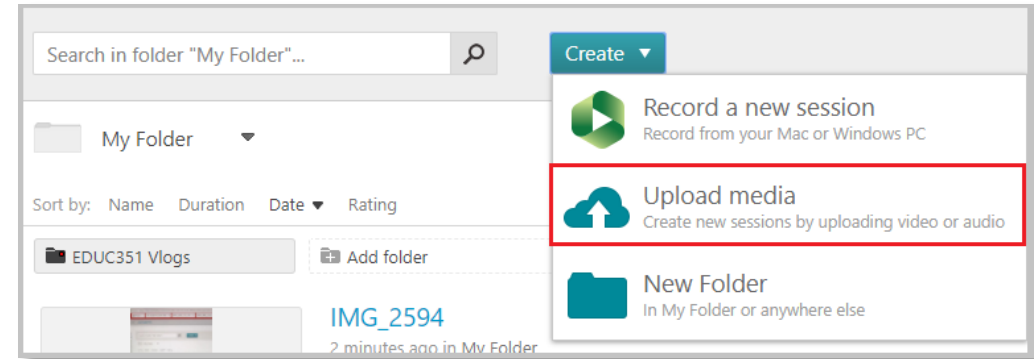 Search in folder "My Folder"...
Create
Record a new session
Record from your Mac or Windows PC
My Folder
Upload media
Create new sessions by uploading video or audio
Sort by: Name Duration Date Rating
EDUC351 Vlogs
Add folder
New Folder
In My Folder or anywhere else
IMG_2594
2 minutes ago in My Folder